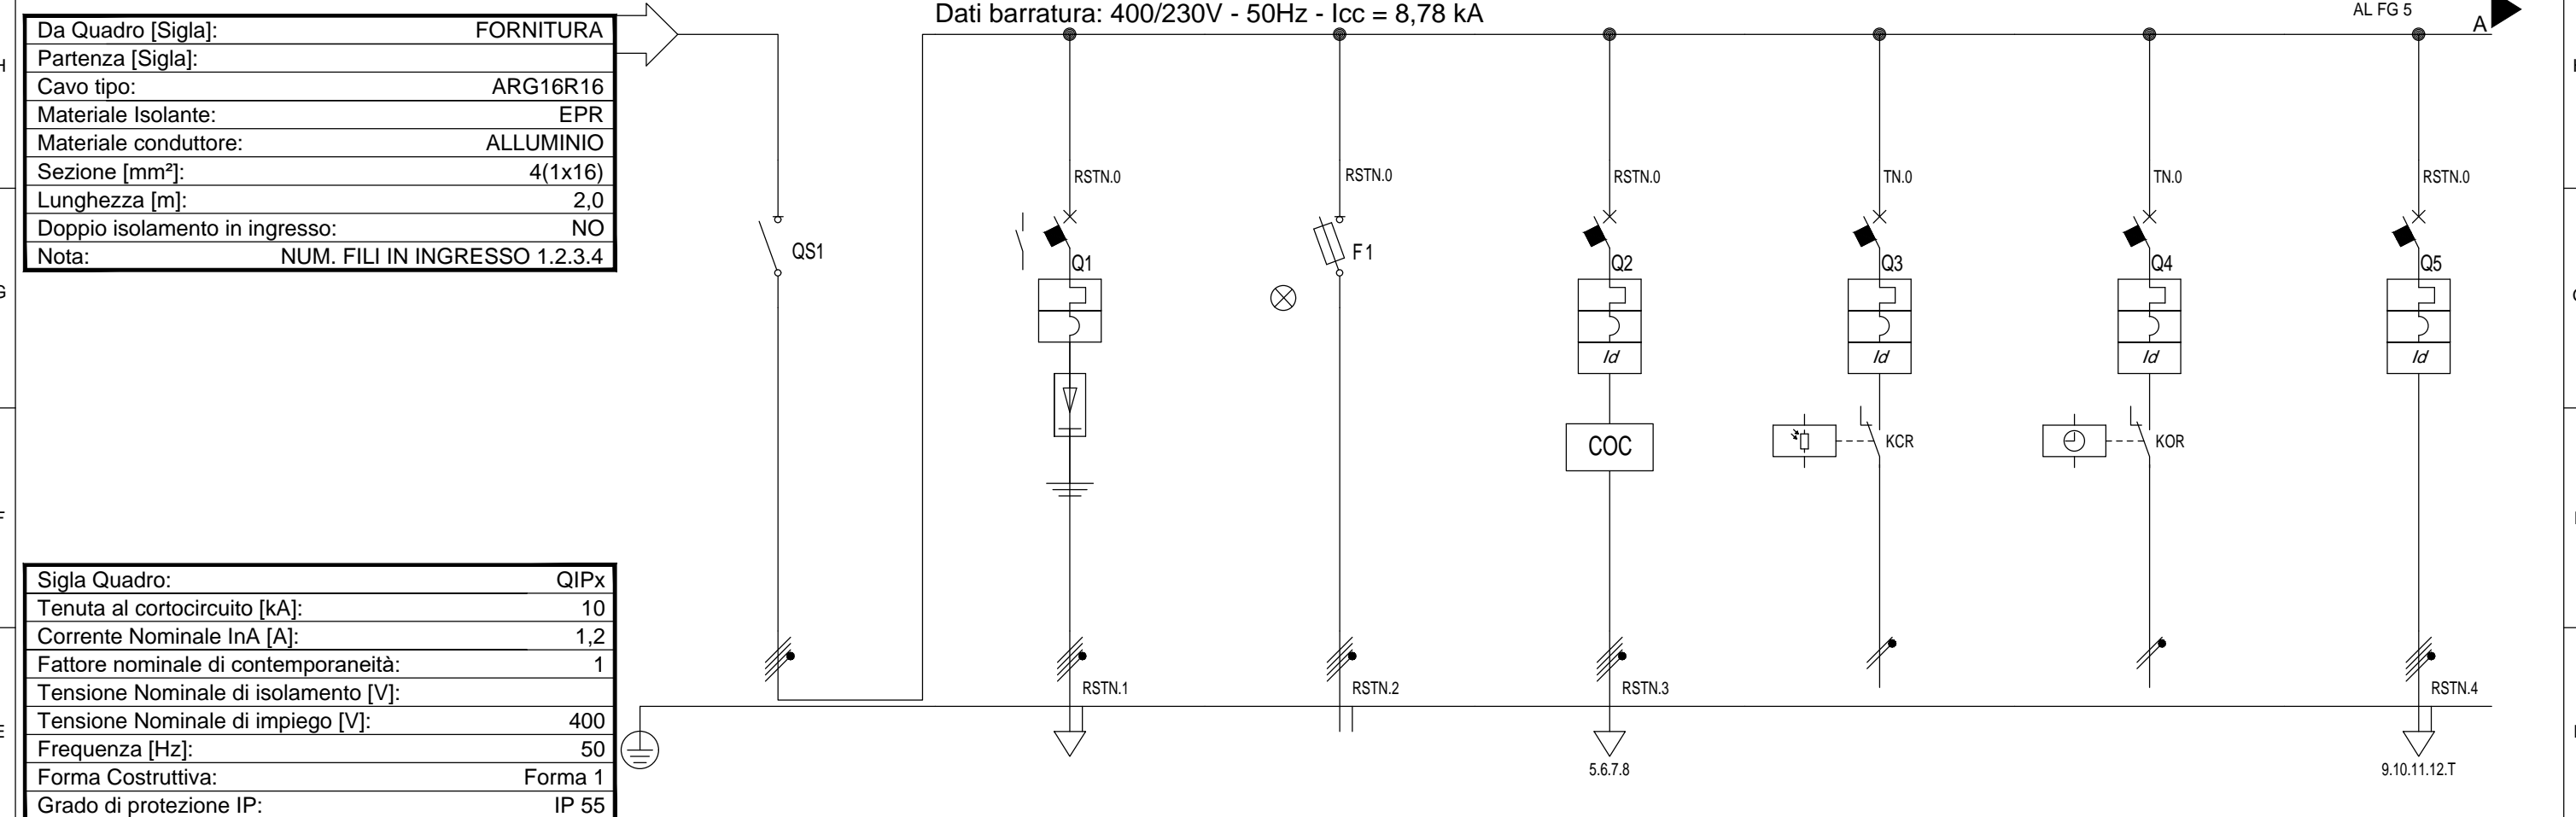 Dati barratura: 400/230V - 50Hz - Icc = 8,78 kA
AL FG 5
A
Da Quadro [Sigla]: FORNITURA
Partenza [Sigla]:
Cavo tipo: ARG16R16
Materiale Isolante: EPR
Materiale conduttore: ALLUMINIO
Sezione [mm²]: 4(1x16)
Lunghezza [m]: 2,0
Doppio isolamento in ingresso: NO
Nota: NUM. FILI IN INGRESSO 1.2.3.4
RSTN.0 RSTN.0 RSTN.0 TN.0 TN.0 RSTN.0
QS1 Q1 F1 Q2 Q3 Q4 Q5
Id Id Id Id
COC KCR KOR
Sigla Quadro: QIPx
Tenuta al cortocircuito [kA]: 10
Corrente Nominale InA [A]: 1,2
Fattore nominale di contemporaneità: 1
Tensione Nominale di isolamento [V]:
Tensione Nominale di impiego [V]: 400
Frequenza [Hz]: 50
Forma Costruttiva: Forma 1
Grado di protezione IP: IP 55
RSTN.1 RSTN.2 RSTN.3 RSTN.4
5.6.7.8 9.10.11.12.T